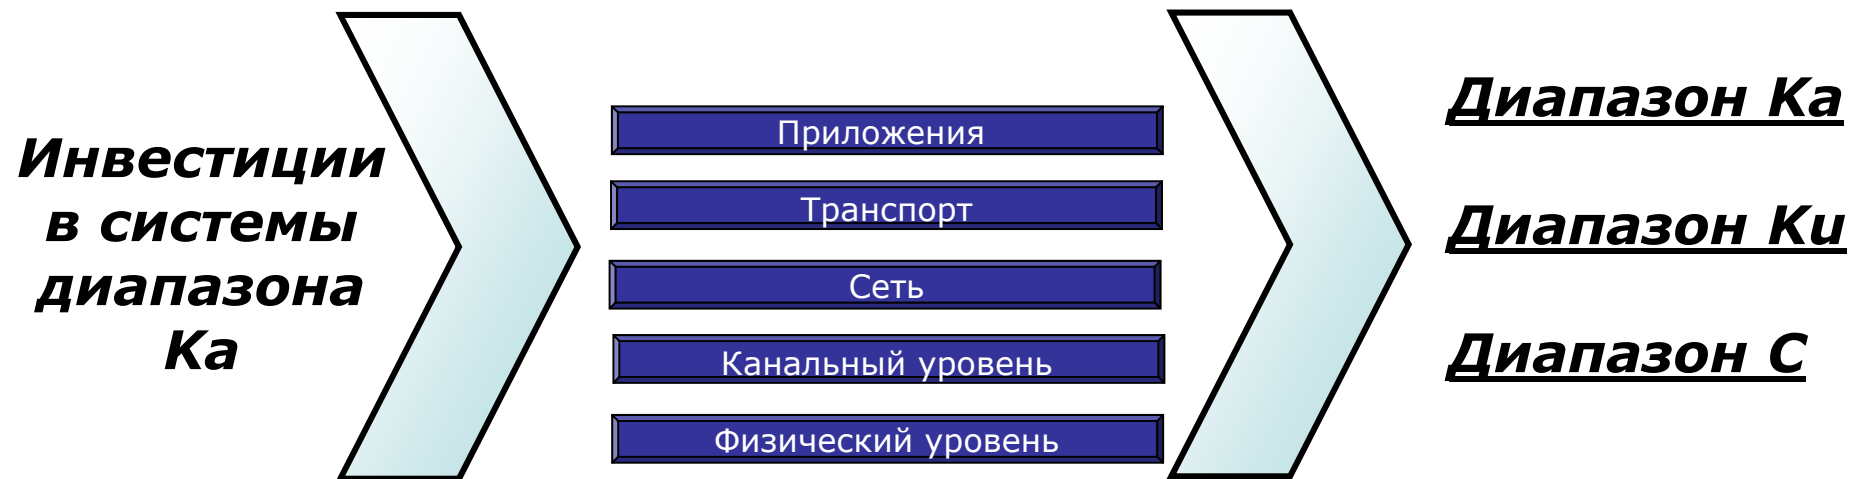 Инвестиции
в системы
диапазона
Ka
Приложения
Транспорт
Сеть
Канальный уровень
Физический уровень
Диапазон Ka
Диапазон Ku
Диапазон C